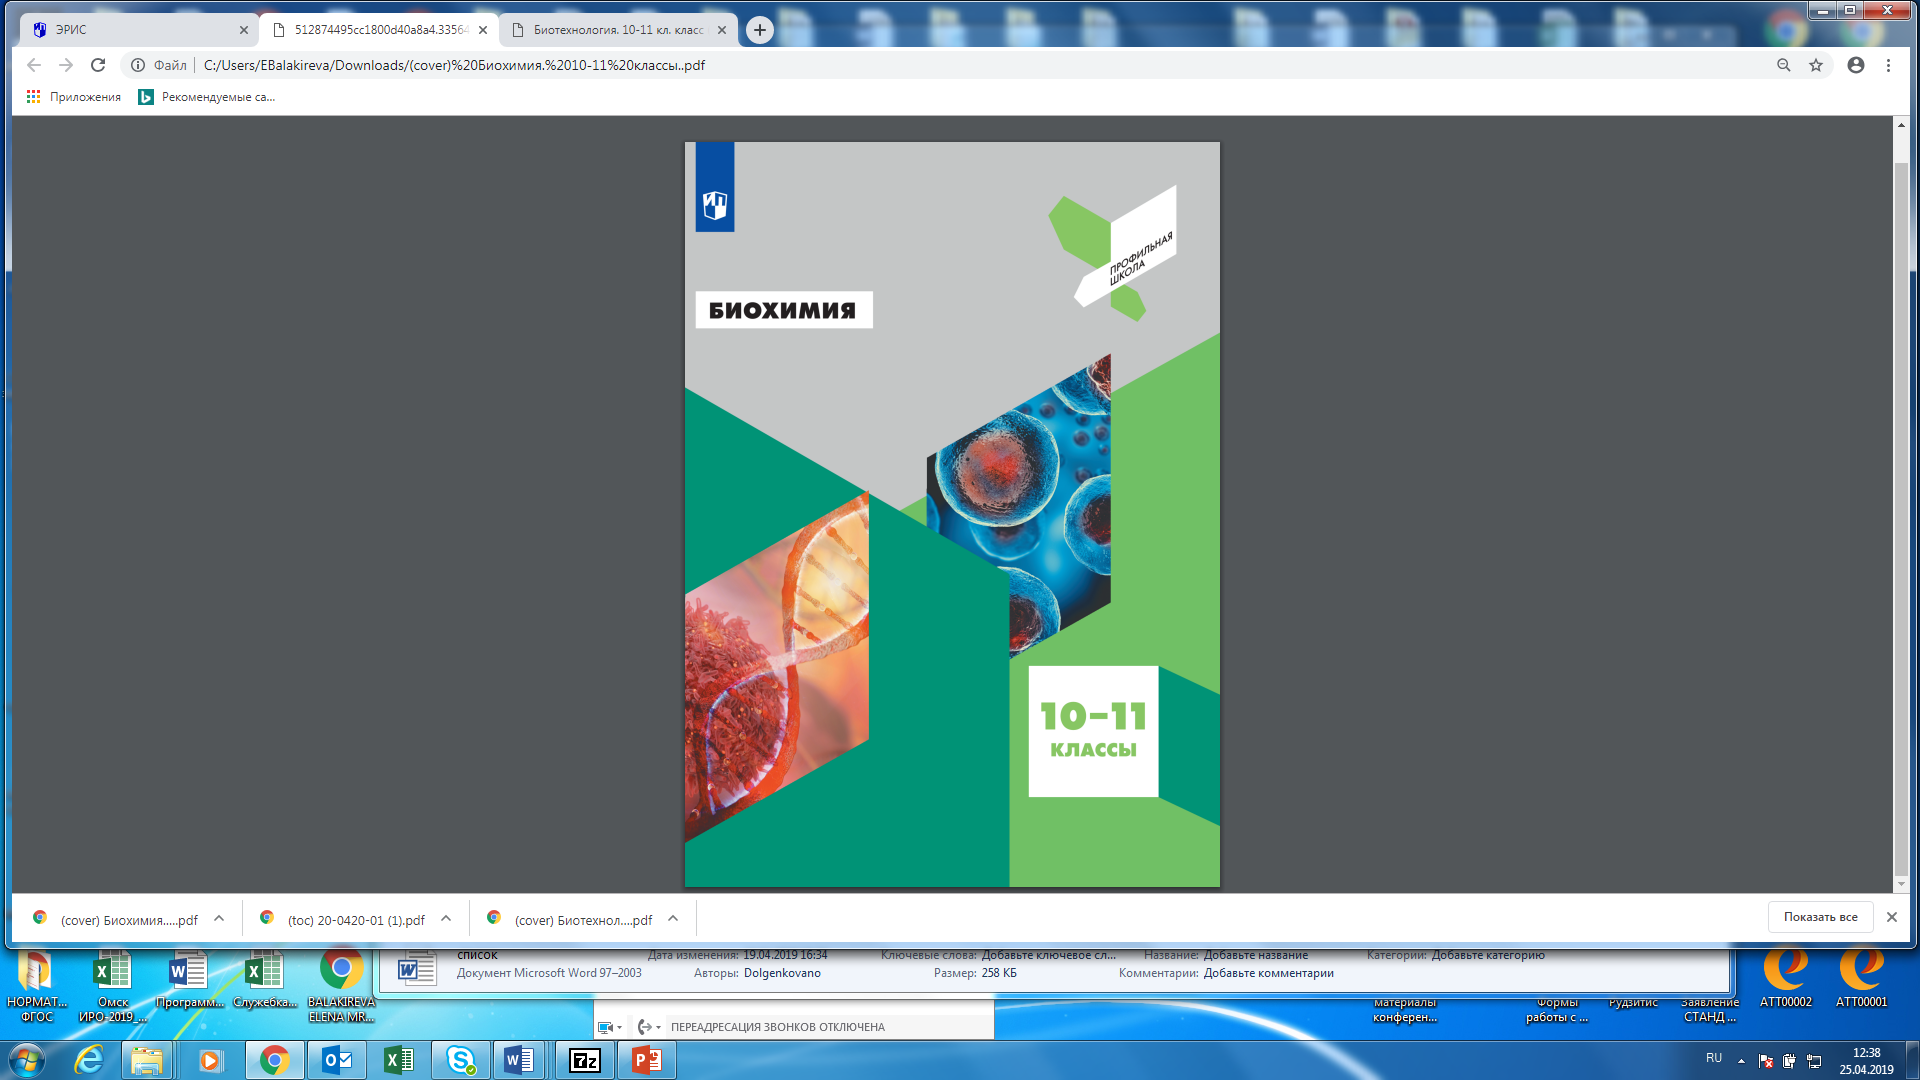 ЭРИС
512874495cc1800d40a8a4.33564
Биотехнология. 10-11 кл. класс
Файл
C:/Users/EBalakireva/Downloads/(cover)%20Биохимия.%2010-11%20классы..pdf
Приложения
Рекомендуемые са...
ИП
ПРОФИЛЬНАЯ
ШКОЛА
БИОХИМИЯ
10–11
КЛАССЫ
(cover) Биохимия.....pdf
(toc) 20-0420-01 (1).pdf
(cover) Биотехнол....pdf
Показать все
список
Дата изменения: 19.04.2019 16:34
Ключевые слова: Добавьте ключевое сл...
Название: Добавьте название
Категории: Добавьте категорию
Документ Microsoft Word 97–2003
Авторы: Dolgenkovano
Размер: 258 КБ
Комментарии: Добавьте комментарии
НОРМАТ...
ФГОС
Омск
ИРО-2019_...
Программ...
Служебка...
BALAKIREVA
ELENA MR...
материалы
конферен...
Формы
работы с ...
Рудзитис
Заявление
СТАНД ...
ATT00002
ATT00001
ПЕРЕАДРЕСАЦИЯ ЗВОНКОВ ОТКЛЮЧЕНА
RU
12:38
25.04.2019